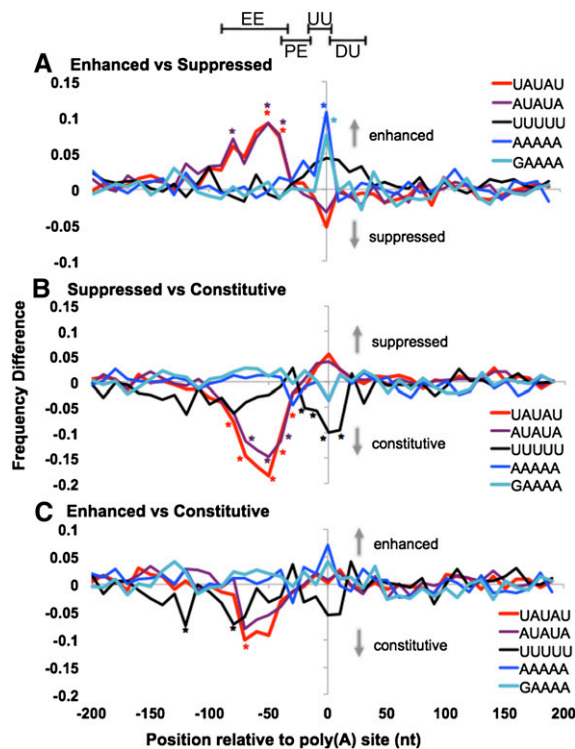 EE UU
PE DU
A Enhanced vs Suppressed
0.15
0.1
0.05
0
-0.05
-0.1
enhanced
suppressed
UAUAU
AUAUA
UUUUU
AAAAA
GAAAA
B Suppressed vs Constitutive
0.15
0.1
0.05
0
-0.05
-0.1
-0.15
-0.2
suppressed
constitutive
UAUAU
AUAUA
UUUUU
AAAAA
GAAAA
Frequency Difference
C Enhanced vs Constitutive
0.1
0.05
0
-0.05
-0.1
-0.15
-0.2
enhanced
constitutive
UAUAU
AUAUA
UUUUU
AAAAA
GAAAA
-200 -150 -100 -50 0 50 100 150 200
Position relative to poly(A) site (nt)